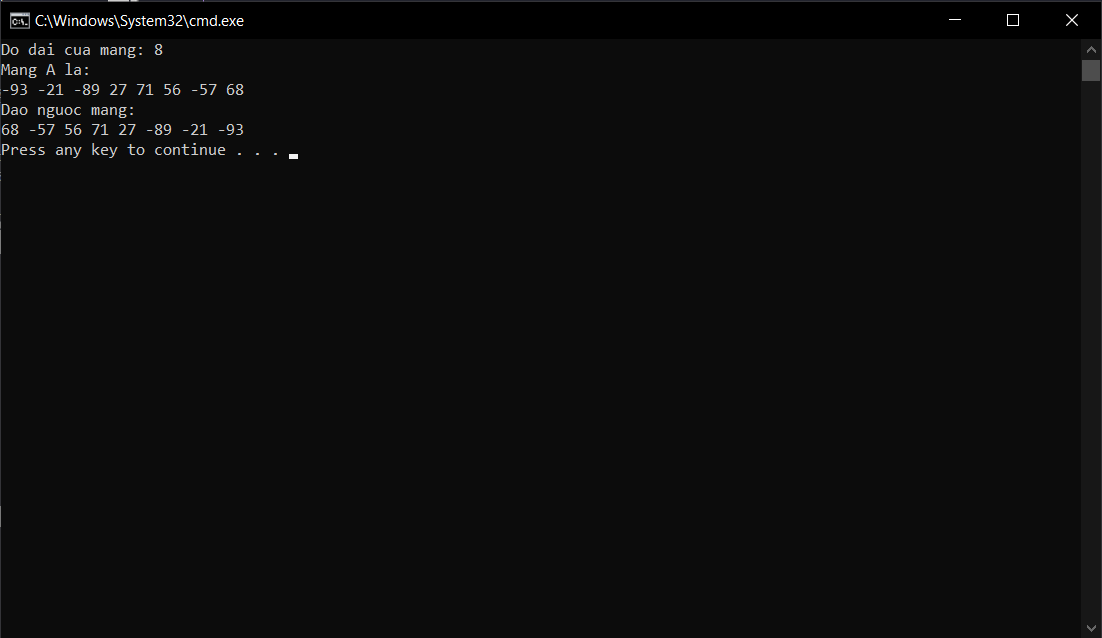 C:\Windows\System32\cmd.exe
Do dai cua mang: 8
Mang A la:
-93 -21 -89 27 71 56 -57 68
Dao nguoc mang:
68 -57 56 71 27 -89 -21 -93
Press any key to continue . . .